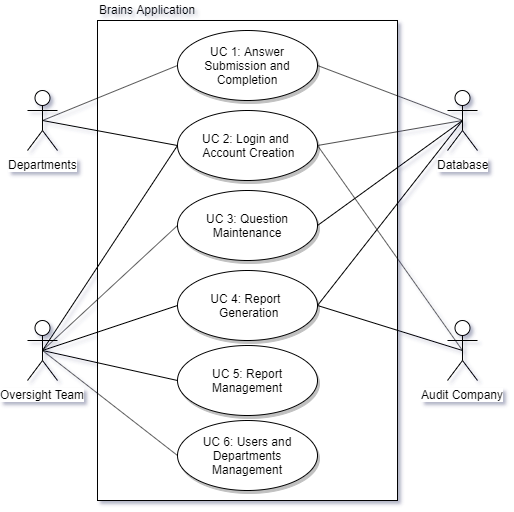 Brains Application
UC 1: Answer
Submission and
Completion
Departments
Database
UC 2: Login and
Account Creation
UC 3: Question
Maintenance
UC 4: Report
Generation
Oversight Team
Audit Company
UC 5: Report
Management
UC 6: Users and
Departments
Management